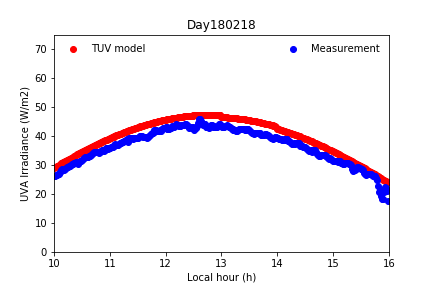 Day180218
TUV model
Measurement
UVA Irradiance (W/m2)
70
60
50
40
30
20
10
0
10 11 12 13 14 15 16
Local hour (h)